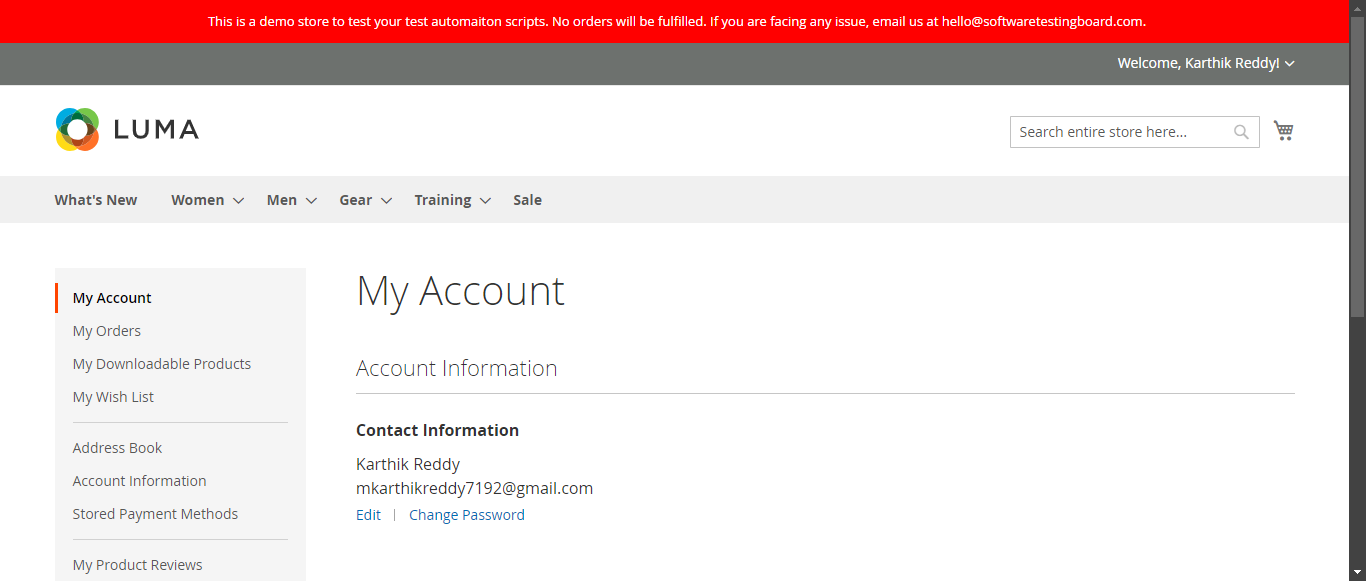 This is a demo store to test your test automaiton scripts. No orders will be fulfilled. If you are facing any issue, email us at hello@softwaretestingboard.com.
Welcome, Karthik Reddy!
LUMA
Search entire store here...
What's New Women Men Gear Training Sale
My Account
My Orders
My Downloadable Products
My Wish List
Address Book
Account Information
Stored Payment Methods
My Product Reviews
My Account
Account Information
Contact Information
Karthik Reddy
mkarthikreddy7192@gmail.com
Edit | Change Password